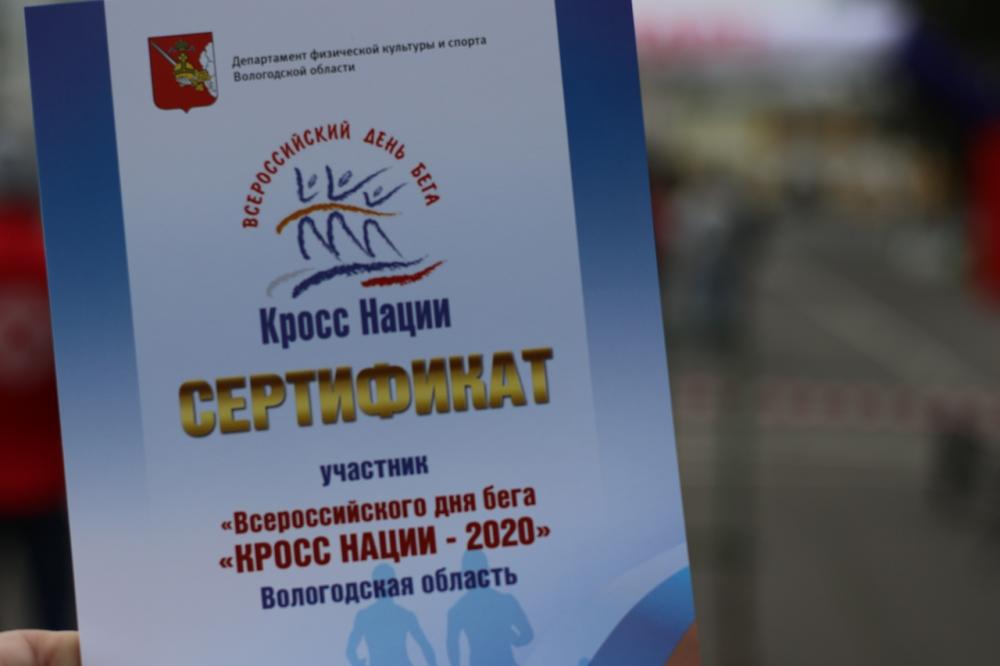 Департамент физической культуры и спорта
Вологодской области
ВСЕРОССИЙСКИЙ ДЕНЬ БЕГА
Кросс Нации
СЕРТИФИКАТ
участник
«Всероссийского дня бега
«КРОСС НАЦИИ - 2020»
Вологодская область